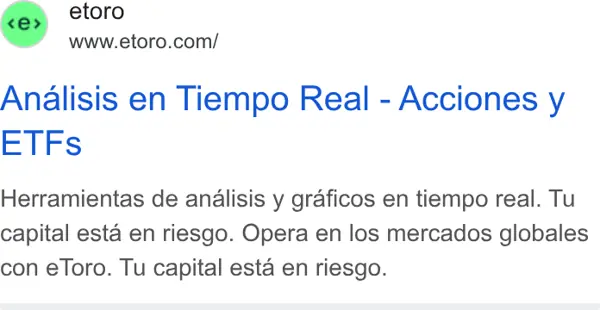 <e>
etoro
www.etoro.com/
Análisis en Tiempo Real - Acciones y
ETFs
Herramientas de análisis y gráficos en tiempo real. Tu
capital está en riesgo. Opera en los mercados globales
con eToro. Tu capital está en riesgo.